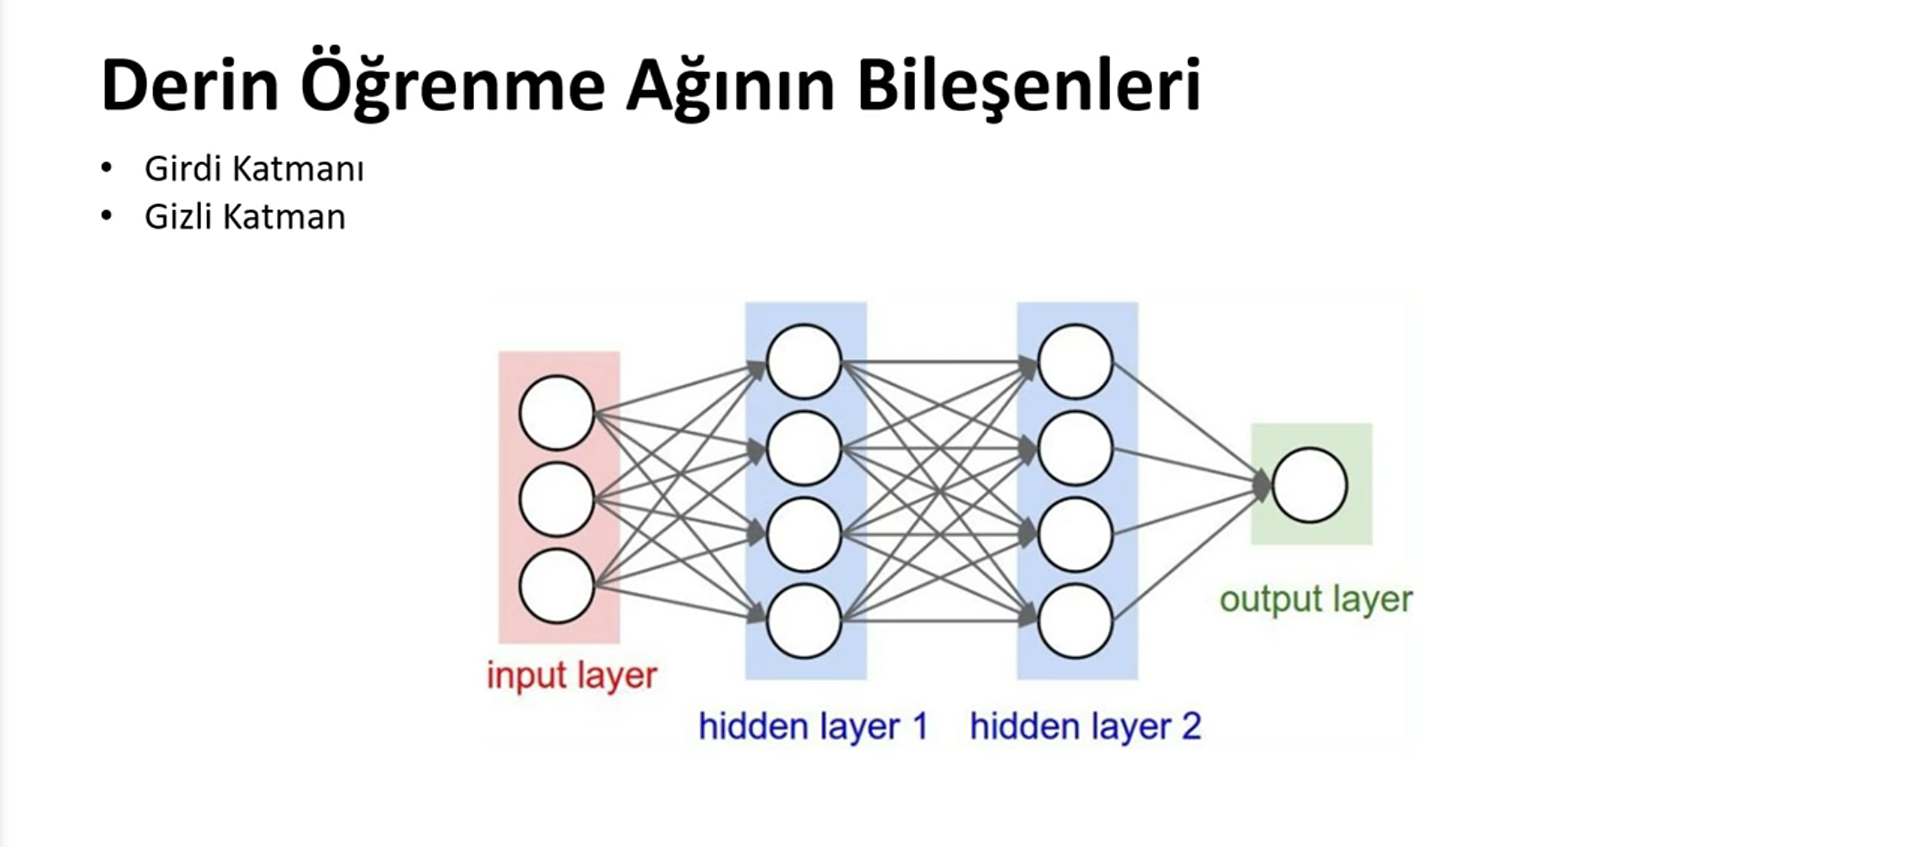 Derin Öğrenme Ağının Bileşenleri
• Girdi Katmanı
• Gizli Katman
input layer
hidden layer 1
hidden layer 2
output layer